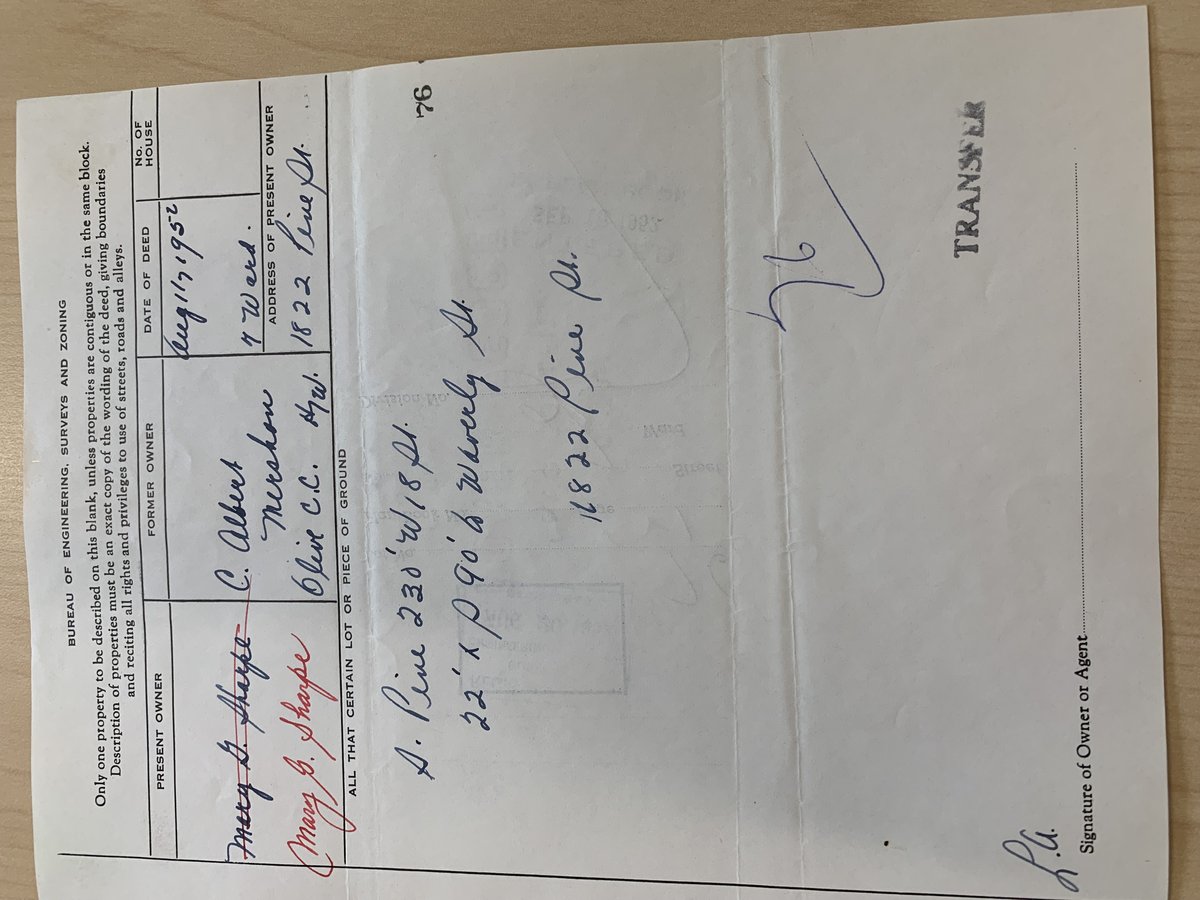 BUREAU OF ENGINEERING, SURVEYS AND ZONING
Only one property to be described on this blank, unless properties are contiguous or in the same block.
Description of properties must be an exact copy of the wording of the deed, giving boundaries
and reciting all rights and privileges to use of streets, roads and alleys.
PRESENT OWNER FORMER OWNER DATE OF DEED No. OF HOUSE
Mary G. Sharpe C. Albert Aug 1 1952
Mershon 7 Ward.
Mary G. Sharpe Olive C.C. H/W. ADDRESS OF PRESENT OWNER
1822 Pine St.
ALL THAT CERTAIN LOT OR PIECE OF GROUND
76
S. Pine 230' W 18 St.
22' x S 90' to Waverly St.
1822 Pine St.
76
TRANSFER
L.A.
Signature of Owner or Agent